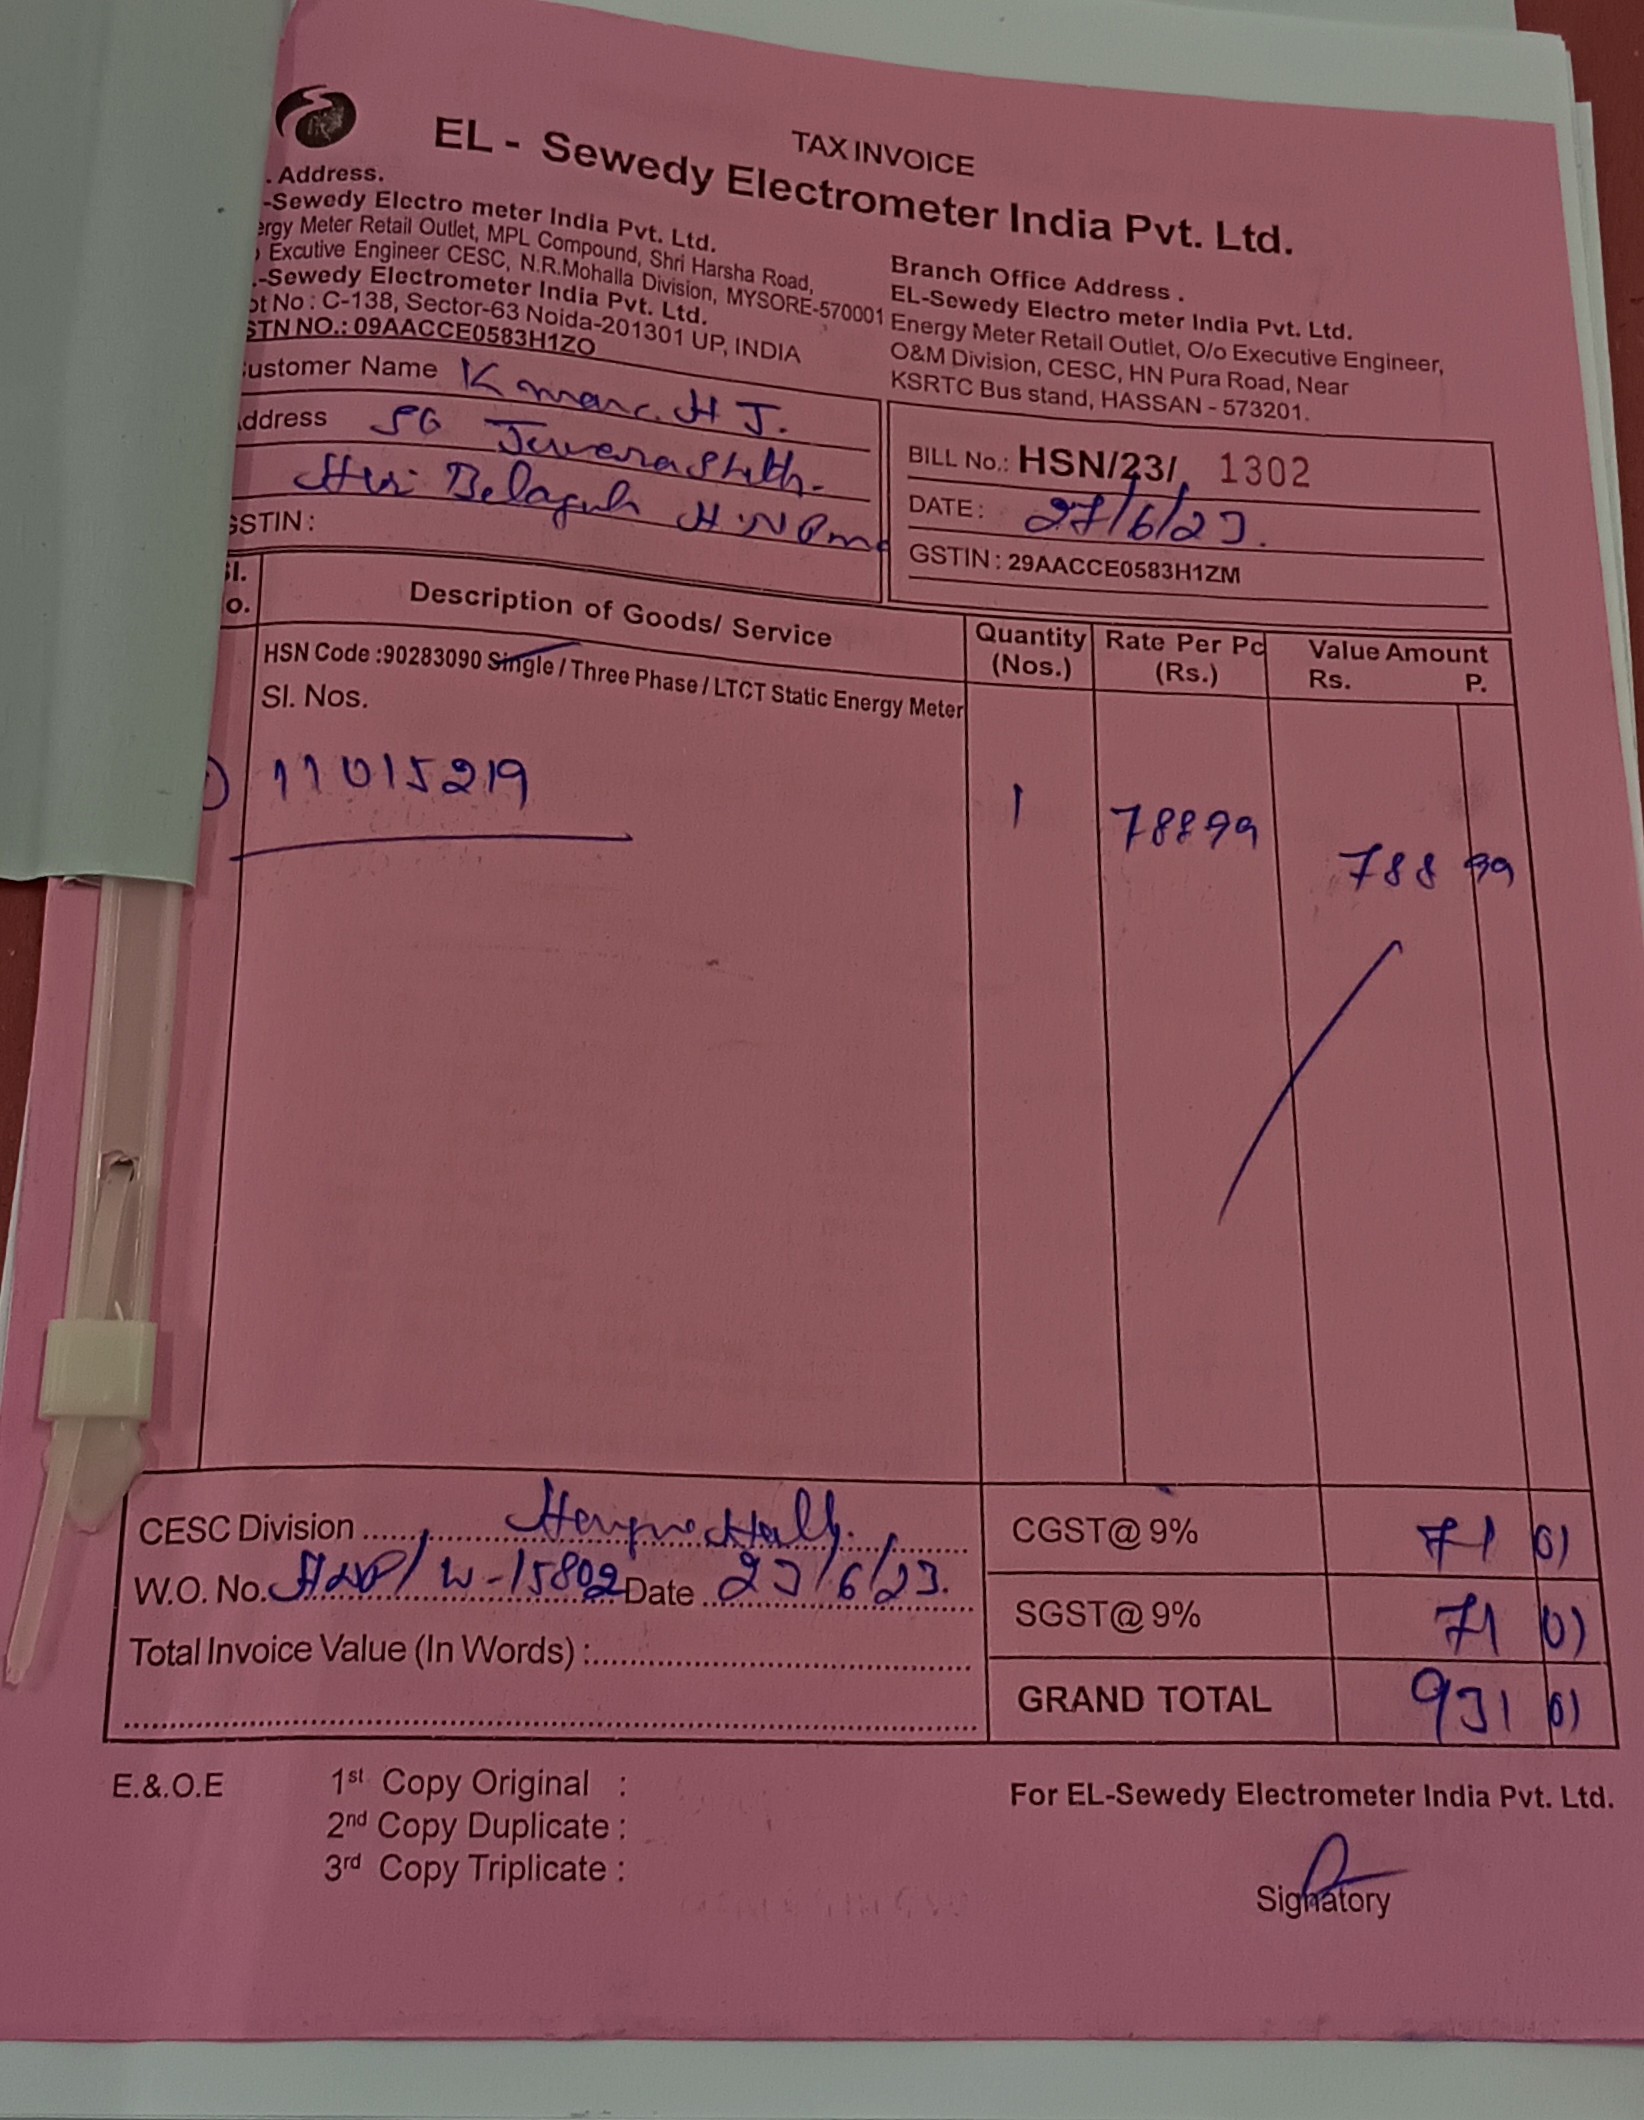 TAX INVOICE
EL - Sewedy Electrometer India Pvt. Ltd.
. Address.
-Sewedy Electro meter India Pvt. Ltd.
ergy Meter Retail Outlet, MPL Compound, Shri Harsha Road,
Excutive Engineer CESC, N.R.Mohalla Division, MYSORE-570001
.-Sewedy Electrometer India Pvt. Ltd.
ot No : C-138, Sector-63 Noida-201301 UP, INDIA
STN NO.: 09AACCE0583H1ZO
Branch Office Address .
EL-Sewedy Electro meter India Pvt. Ltd.
Energy Meter Retail Outlet, O/o Executive Engineer,
O&M Division, CESC, HN Pura Road, Near
KSRTC Bus stand, HASSAN - 573201.
ustomer Name H J.
ddress
GSTIN :
BILL No.: HSN/23/ 1302
DATE : 27/6/23.
GSTIN : 29AACCE0583H1ZM
Sl. o. Description of Goods/ Service Quantity (Nos.) Rate Per Pc (Rs.) Value Amount Rs. P.
HSN Code :90283090 Single / Three Phase / LTCT Static Energy Meter
Sl. Nos.
11015219 1 78899 788 99
CESC Division ..........
W.O. No. HNP/W-15802 Date 23/6/23.
Total Invoice Value (In Words) :..........
CGST@ 9% 71 01
SGST@ 9% 71 01
GRAND TOTAL 931 01
E.&.O.E
1st Copy Original :
2nd Copy Duplicate :
3rd Copy Triplicate :
For EL-Sewedy Electrometer India Pvt. Ltd.
Signatory